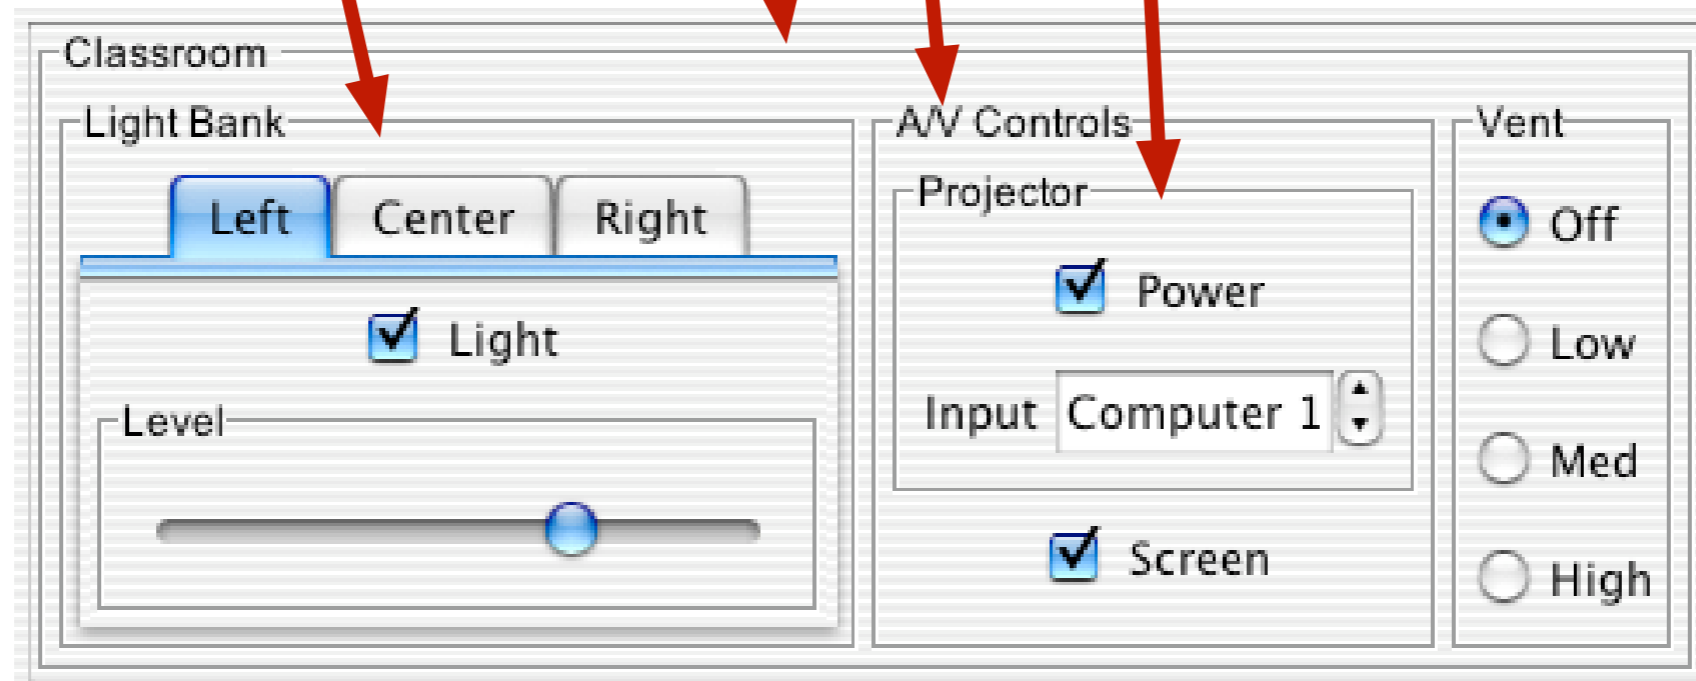 Classroom
Light Bank
Left Center Right
Light
Level
A/V Controls
Projector
Power
Input Computer 1
Screen
Vent
Off
Low
Med
High